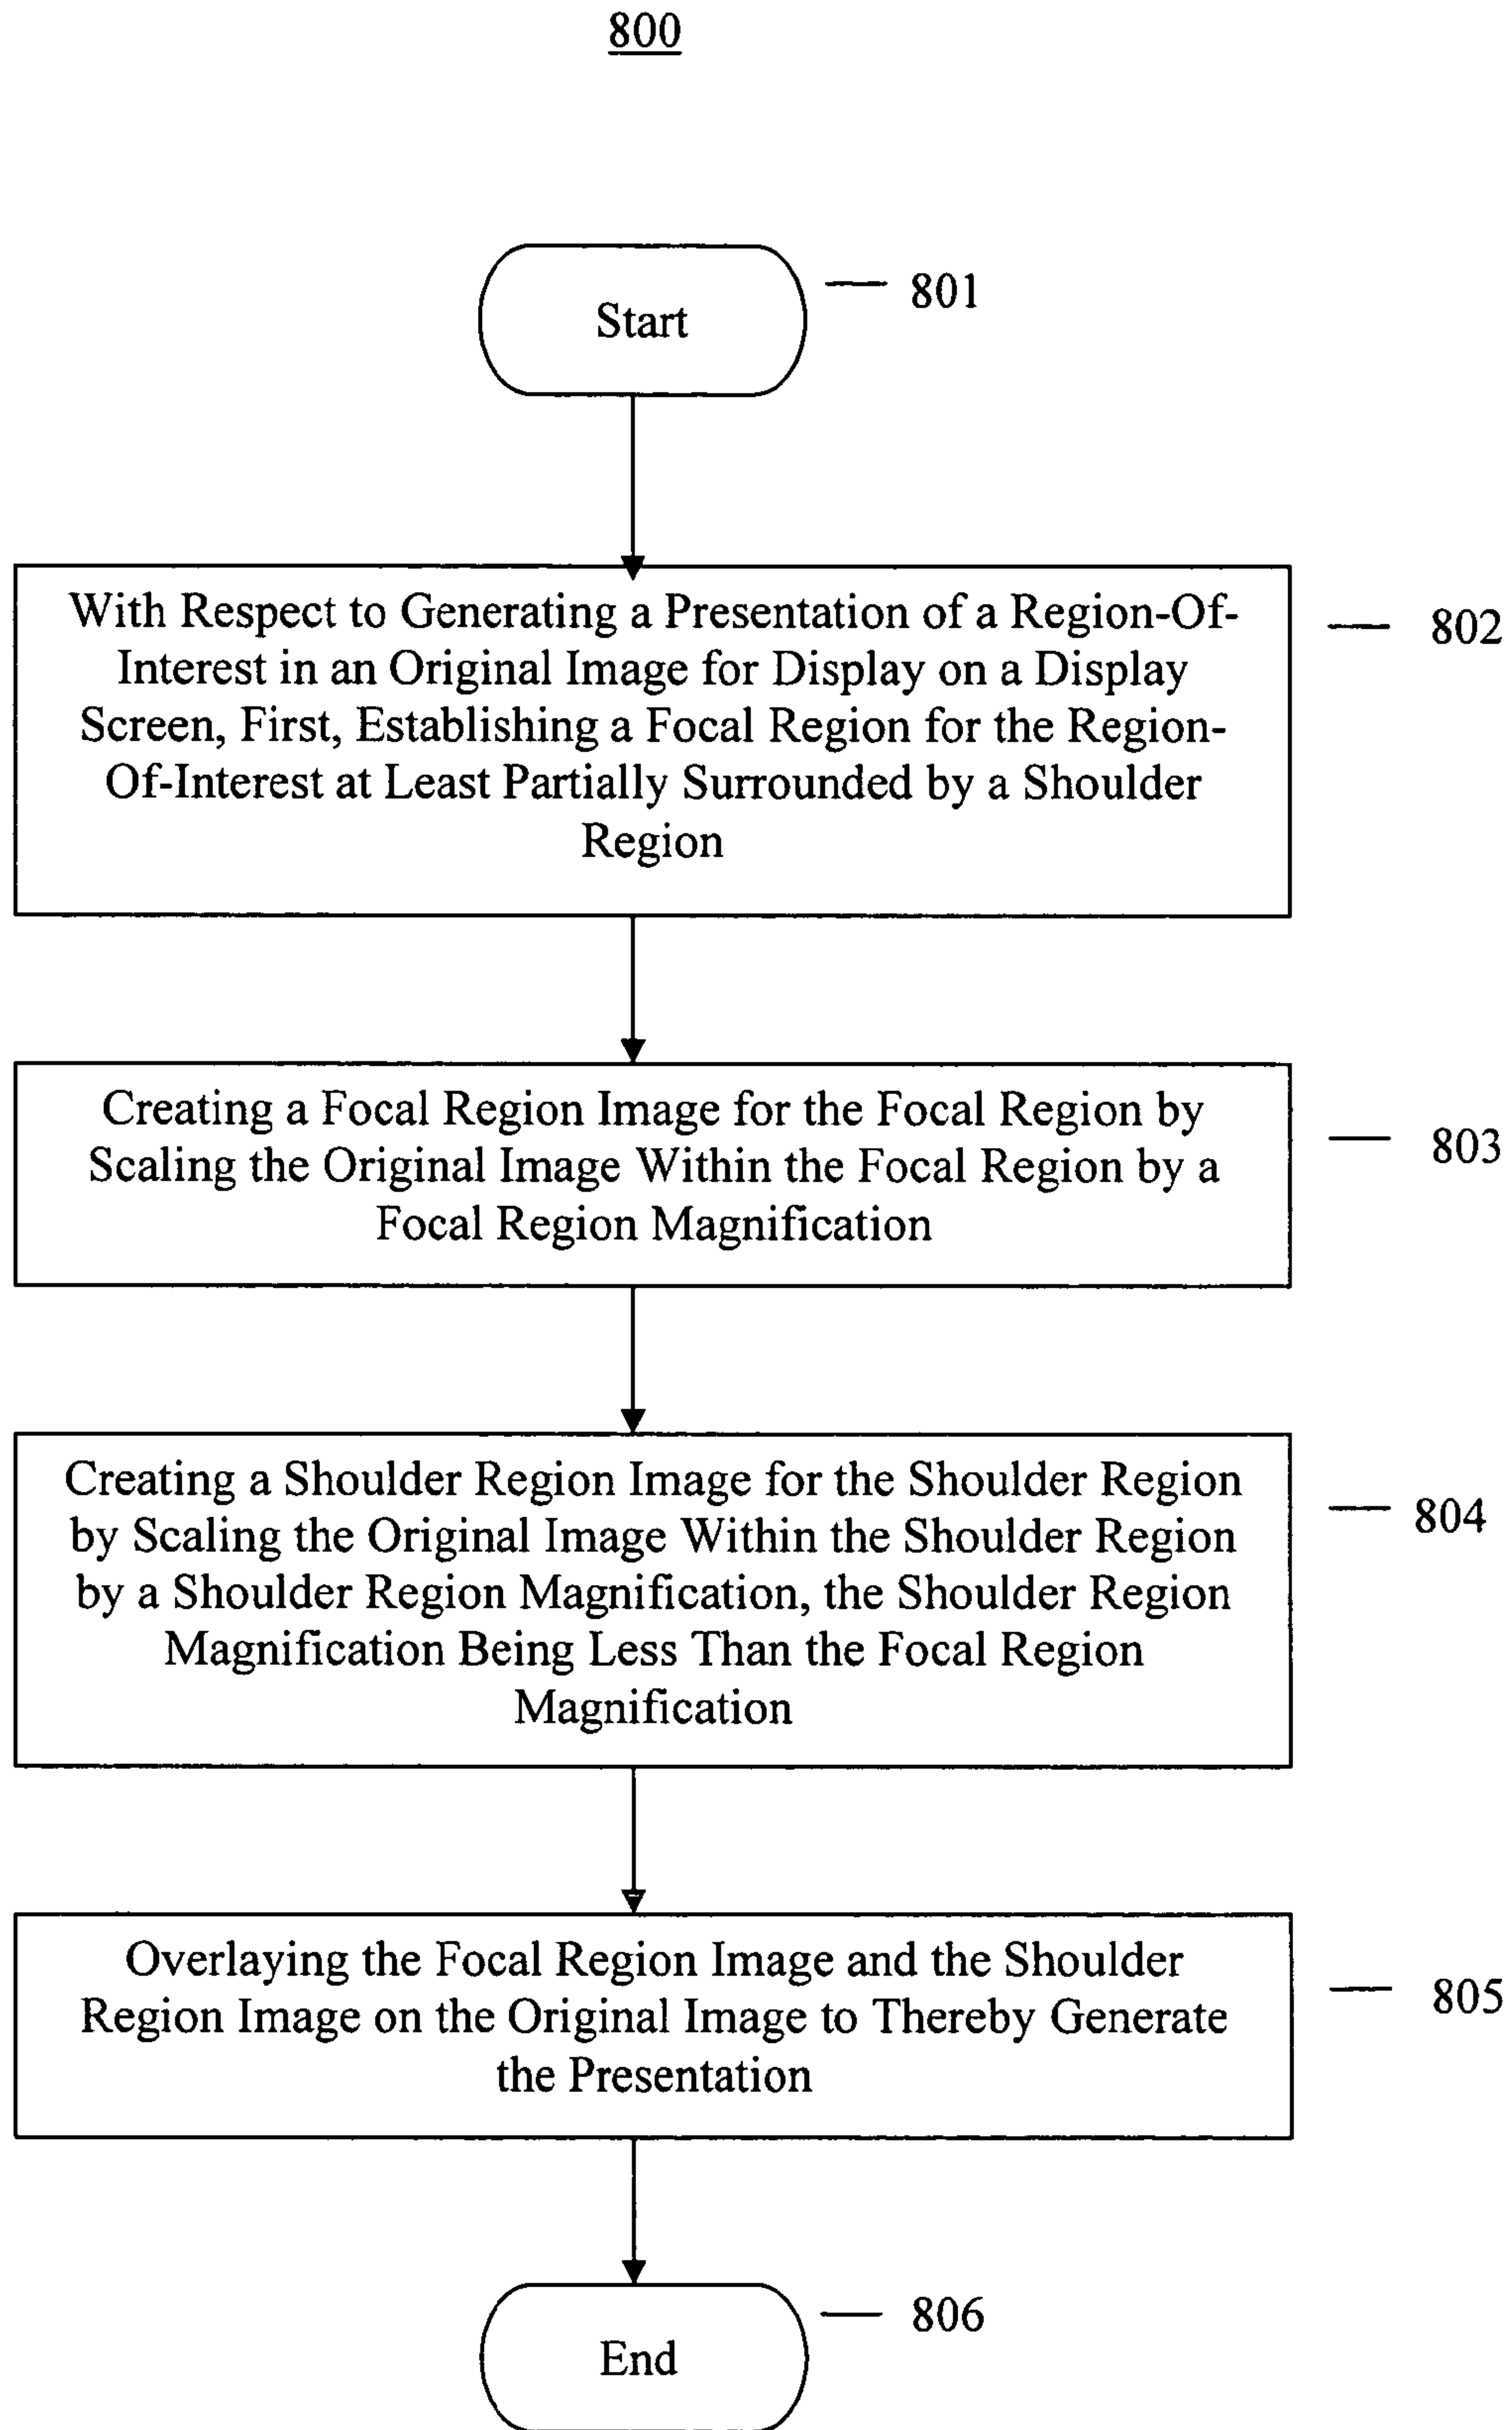 800
Start
801
With Respect to Generating a Presentation of a Region-Of-
Interest in an Original Image for Display on a Display
Screen, First, Establishing a Focal Region for the Region-
Of-Interest at Least Partially Surrounded by a Shoulder
Region
802
Creating a Focal Region Image for the Focal Region by
Scaling the Original Image Within the Focal Region by a
Focal Region Magnification
803
Creating a Shoulder Region Image for the Shoulder Region
by Scaling the Original Image Within the Shoulder Region
by a Shoulder Region Magnification, the Shoulder Region
Magnification Being Less Than the Focal Region
Magnification
804
Overlaying the Focal Region Image and the Shoulder
Region Image on the Original Image to Thereby Generate
the Presentation
805
End
806